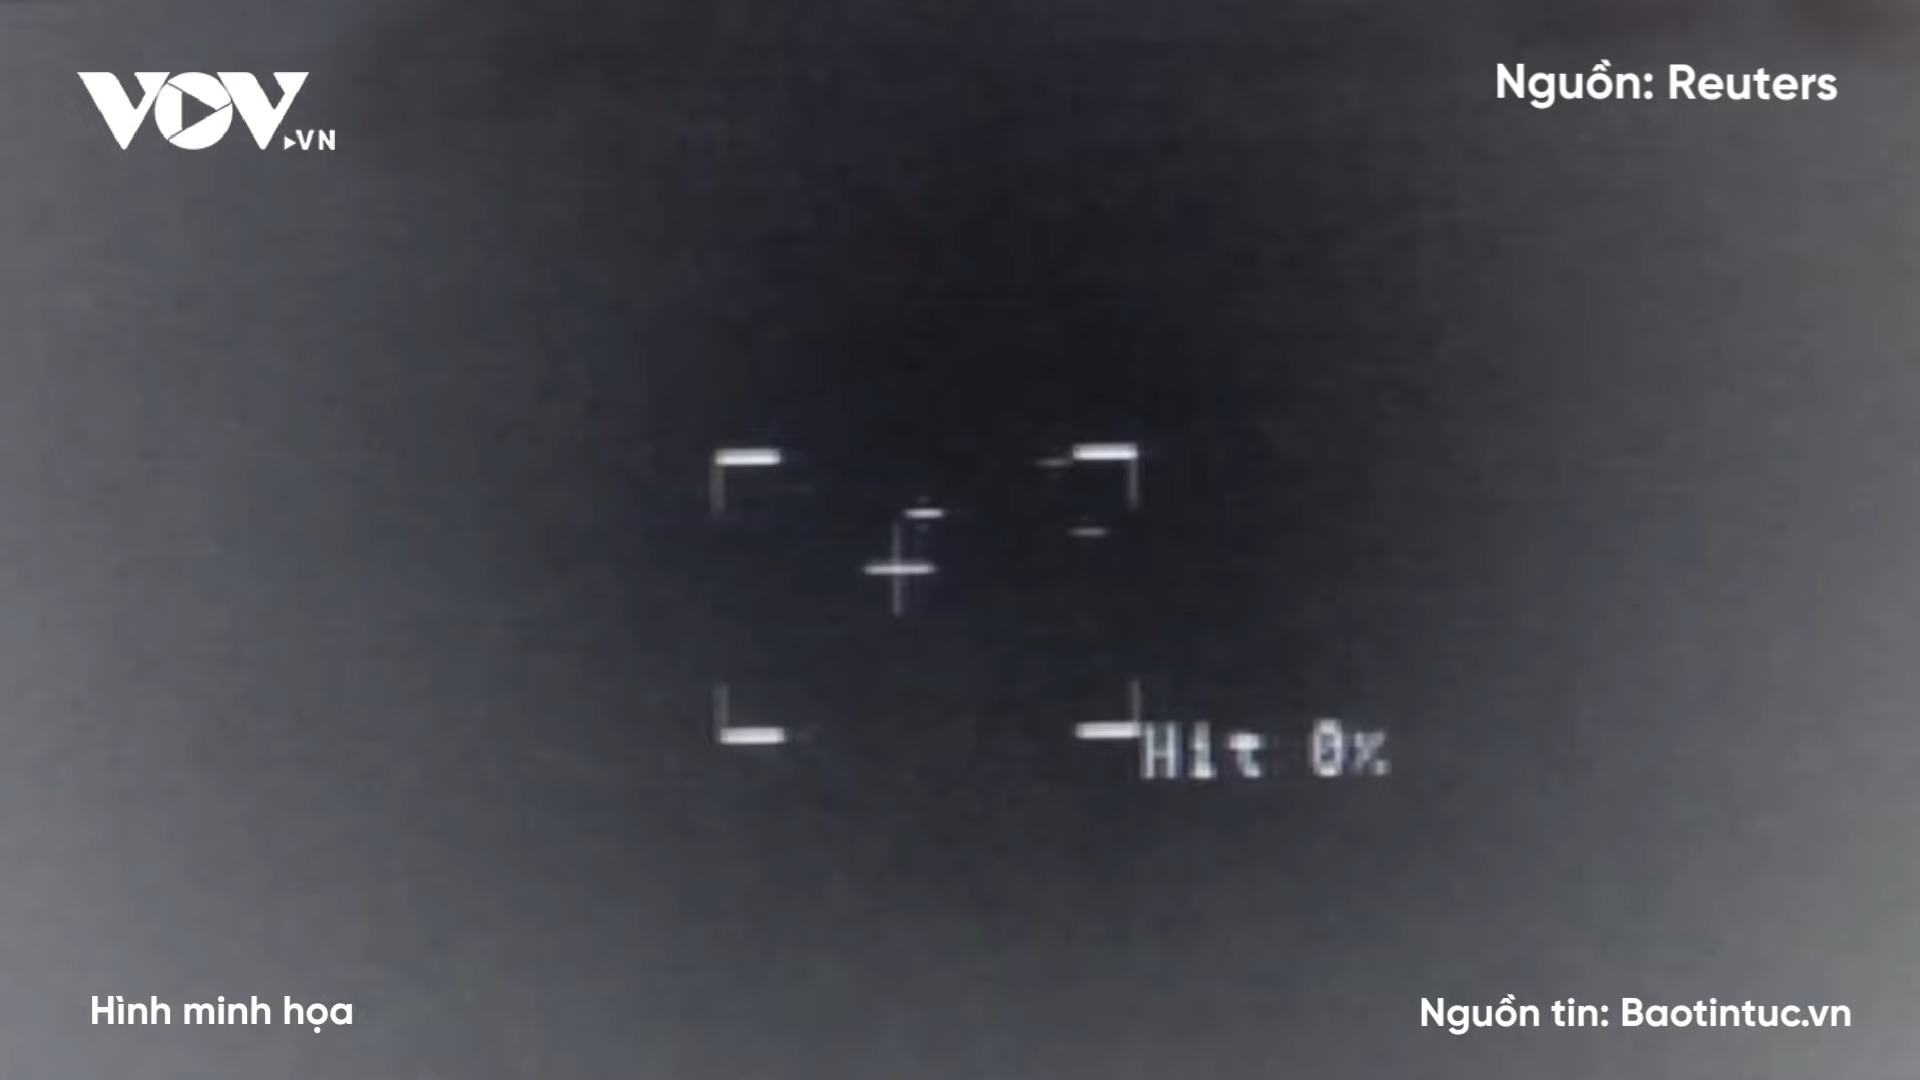 VOV.VN
Nguồn: Reuters
Hit 0%
Hình minh họa
Nguồn tin: Baotintuc.vn